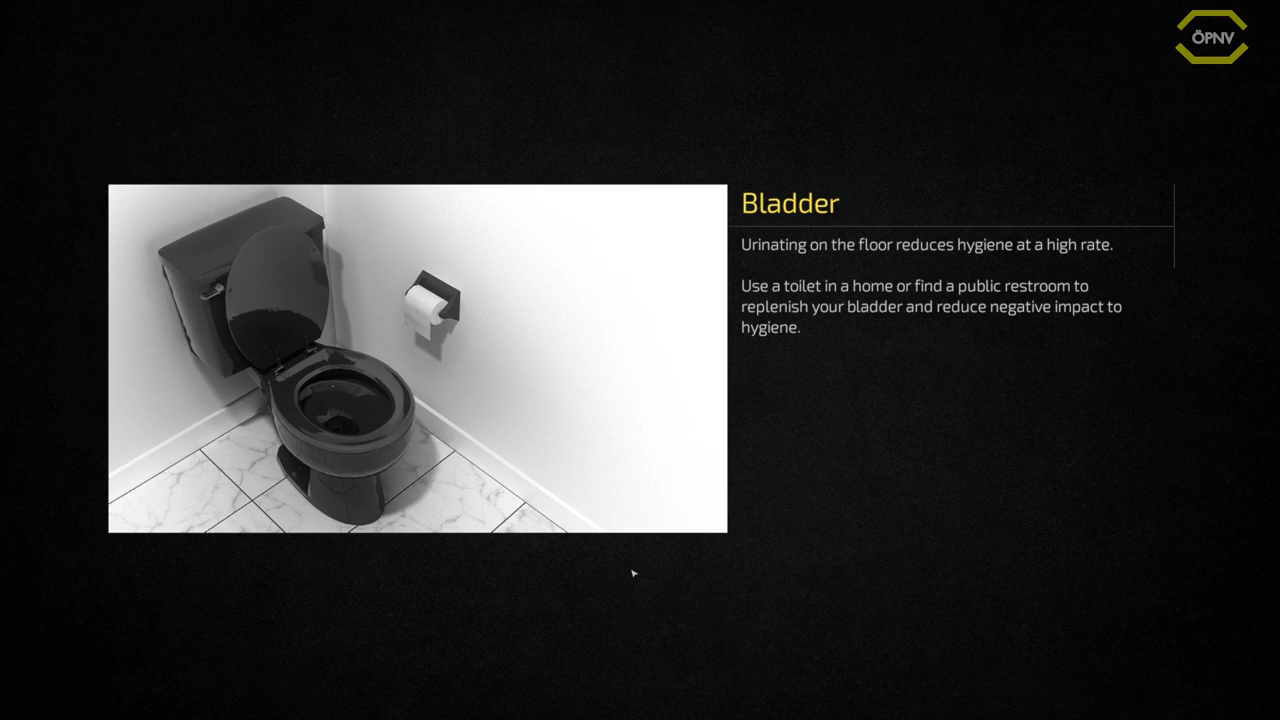 ÖPNV
Bladder
Urinating on the floor reduces hygiene at a high rate.
Use a toilet in a home or find a public restroom to
replenish your bladder and reduce negative impact to
hygiene.